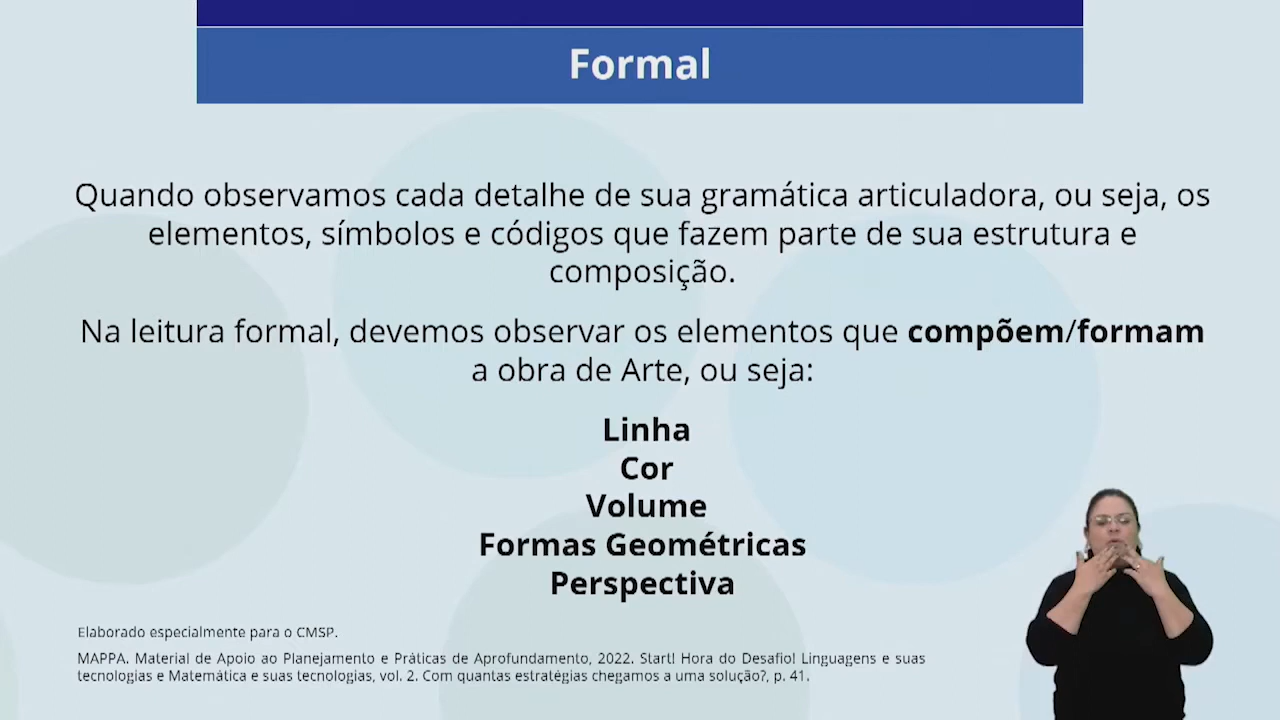 Formal
Quando observamos cada detalhe de sua gramática articuladora, ou seja, os
elementos, símbolos e códigos que fazem parte de sua estrutura e
composição.
Na leitura formal, devemos observar os elementos que compõem/formam
a obra de Arte, ou seja:
Linha
Cor
Volume
Formas Geométricas
Perspectiva
Elaborado especialmente para o CMSP.
MAPPA. Material de Apoio ao Planejamento e Práticas de Aprofundamento, 2022. Start! Hora do Desafio! Linguagens e suas
tecnologias e Matemática e suas tecnologias, vol. 2. Com quantas estratégias chegamos a uma solução?, p. 41.